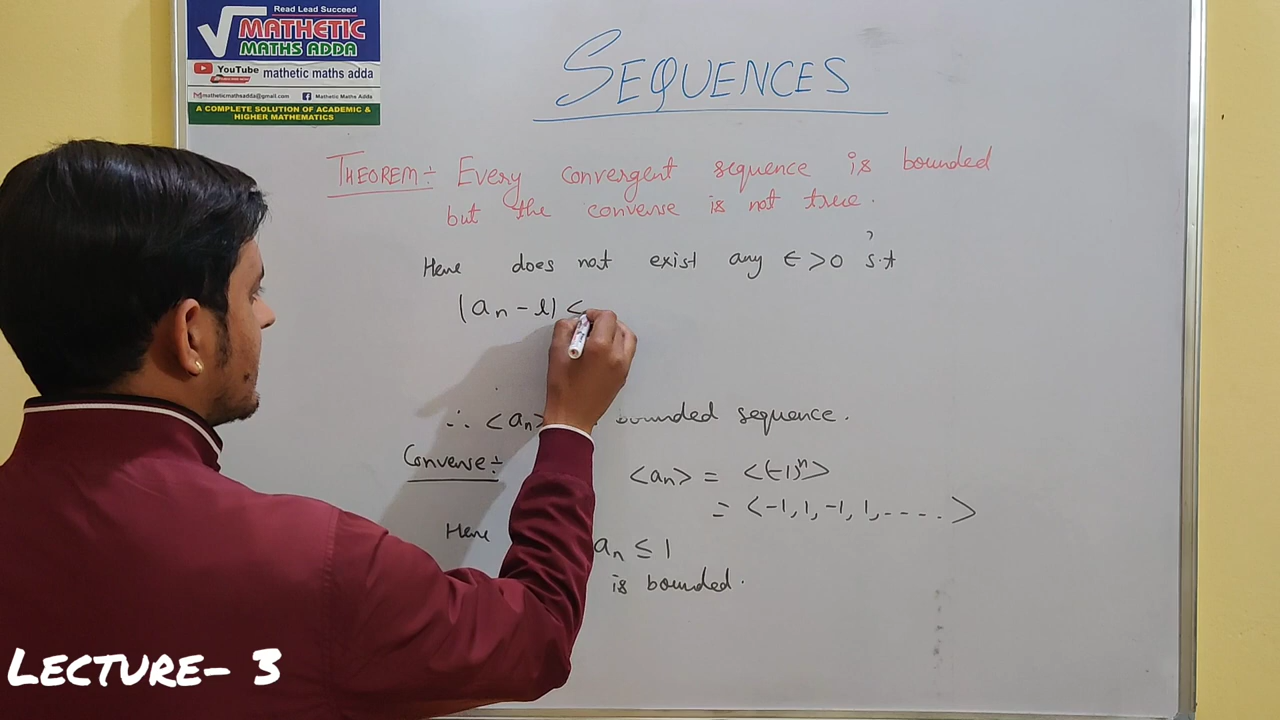 Read Lead Succeed
MATHETIC
MATHS ADDA
YouTube mathetic maths adda
matheticmathsadda@gmail.com Mathetic Maths Adda
A COMPLETE SOLUTION OF ACADEMIC &
HIGHER MATHEMATICS
SEQUENCES
THEOREM:- Every convergent sequence is bounded
but the converse is not true.
Here does not exist any ε > 0 s.t
|an - l| <
∴ <an> bounded sequence.
Converse:- <an> = <(-1)^n>
= <-1, 1, -1, 1, ..... >
Here an ≤ 1
is bounded.
LECTURE- 3